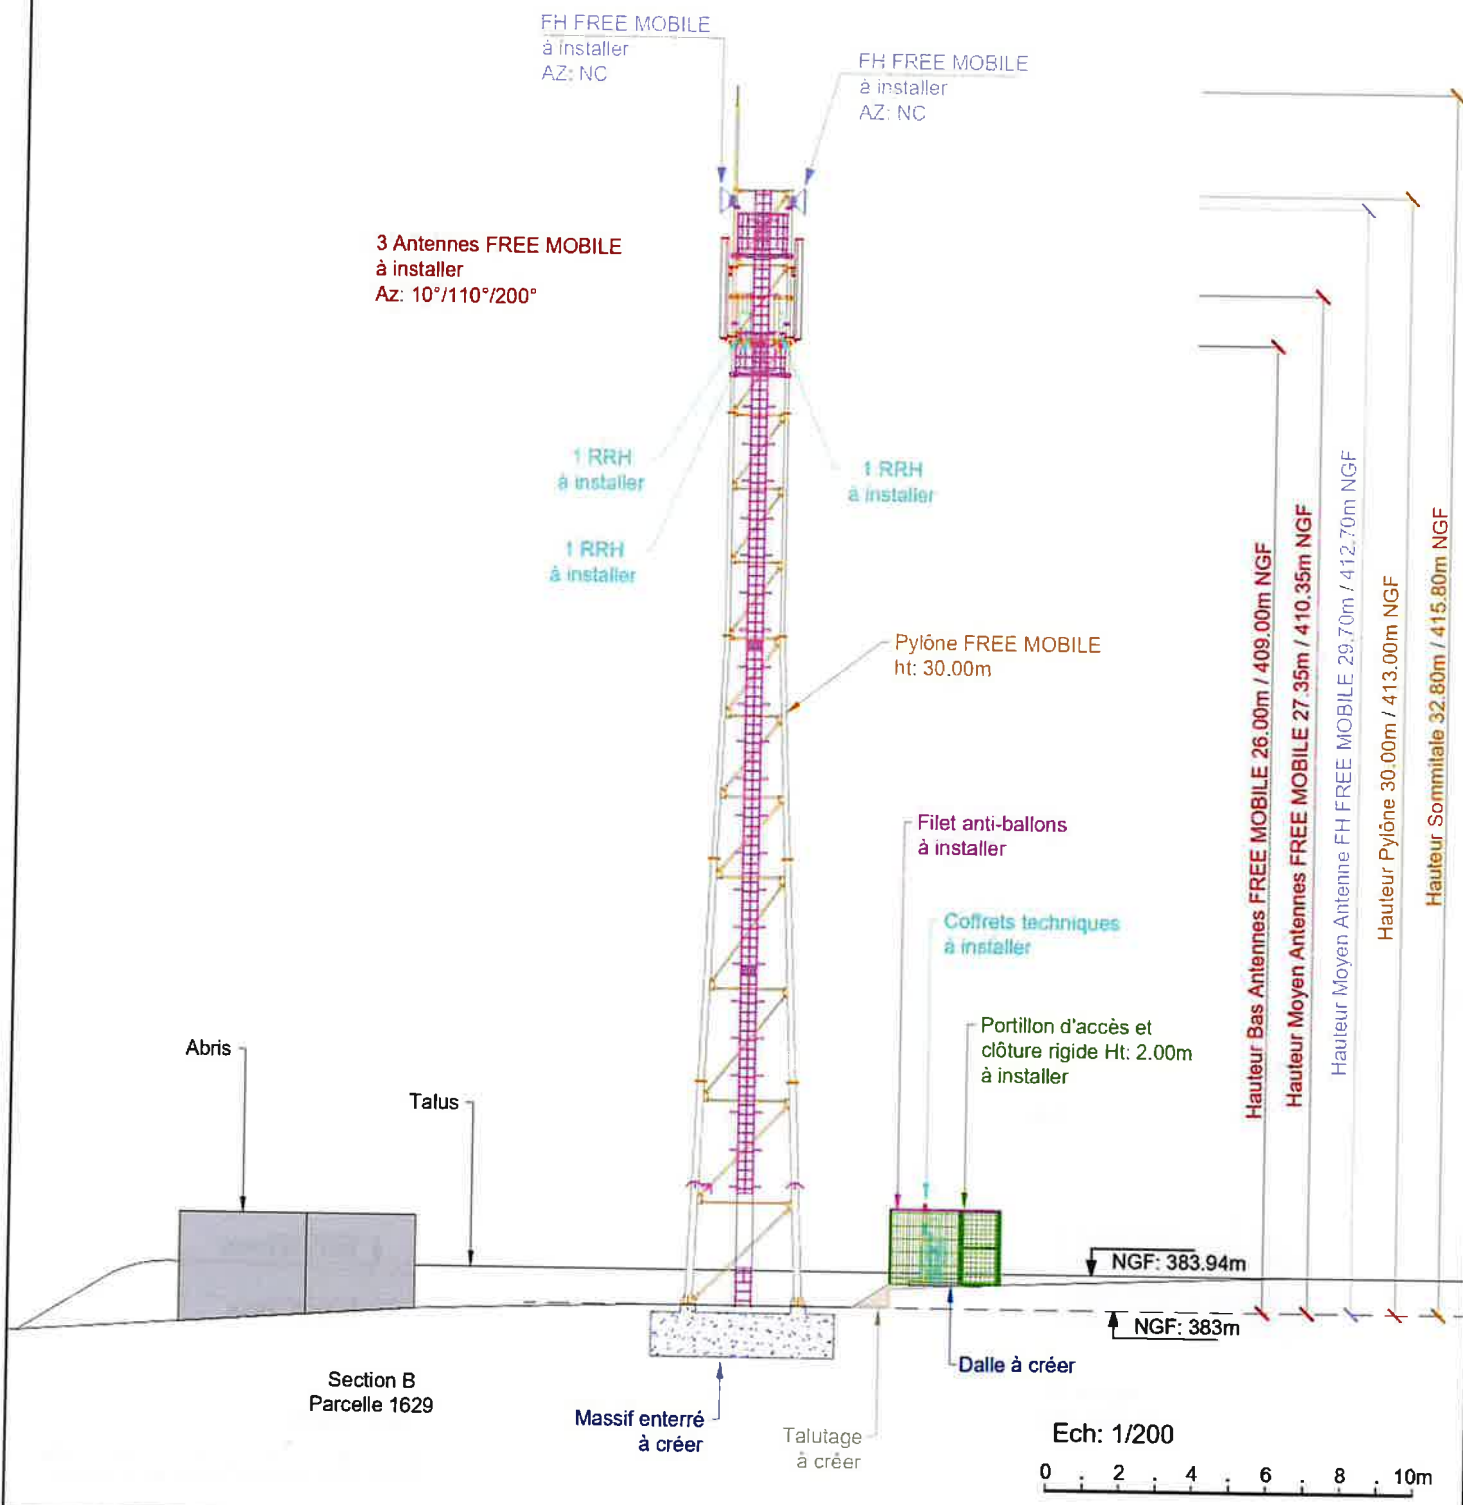 FH FREE MOBILE
à installer
AZ: NC
FH FREE MOBILE
à installer
AZ: NC
3 Antennes FREE MOBILE
à installer
Az: 10°/110°/200°
1 RRH
à installer
1 RRH
à installer
1 RRH
à installer
Pylône FREE MOBILE
ht: 30.00m
Filet anti-ballons
à installer
Coffrets techniques
à installer
Portillon d'accès et
clôture rigide Ht: 2.00m
à installer
Hauteur Bas Antennes FREE MOBILE 26.00m / 409.00m NGF
Hauteur Moyen Antennes FREE MOBILE 27.35m / 410.35m NGF
Hauteur Moyen Antenne FH FREE MOBILE 29.70m / 412.70m NGF
Hauteur Pylône 30.00m / 413.00m NGF
Hauteur Sommitale 32.80m / 415.80m NGF
Abris
Talus
NGF: 383.94m
NGF: 383m
Dalle à créer
Section B
Parcelle 1629
Massif enterré
à créer
Talutage
à créer
Ech: 1/200
0 2 4 6 8 10m